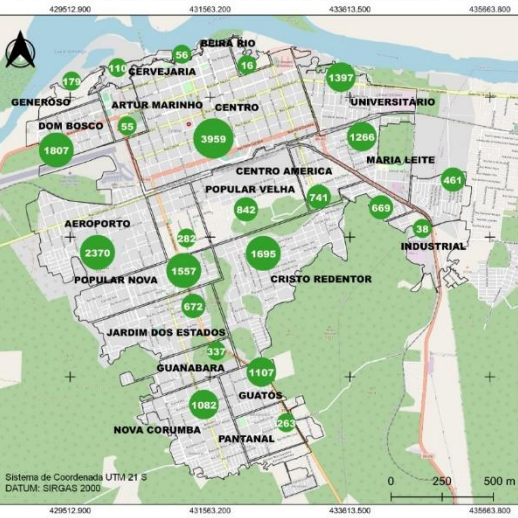 429512.900 431563.200 433613.500 435663.800
BEIRA RIO
56
110
16
CERVEJARIA
179
1397
GENEROSO
ARTUR MARINHO
CENTRO
UNIVERSITÁRIO
DOM BOSCO
55
3959
1266
1807
MARIA LEITE
CENTRO AMERICA
POPULAR VELHA
461
741
842
669
AEROPORTO
38
282
INDUSTRIAL
2370
1695
1557
POPULAR NOVA
CRISTO REDENTOR
672
JARDIM DOS ESTADOS
337
GUANABARA
1107
GUATÓS
1082
263
NOVA CORUMBA
PANTANAL
Sistema de Coordenada UTM 21 S
DATUM: SIRGAS 2000
0 250 500 m
429512.900 431563.200 433613.500 435663.800